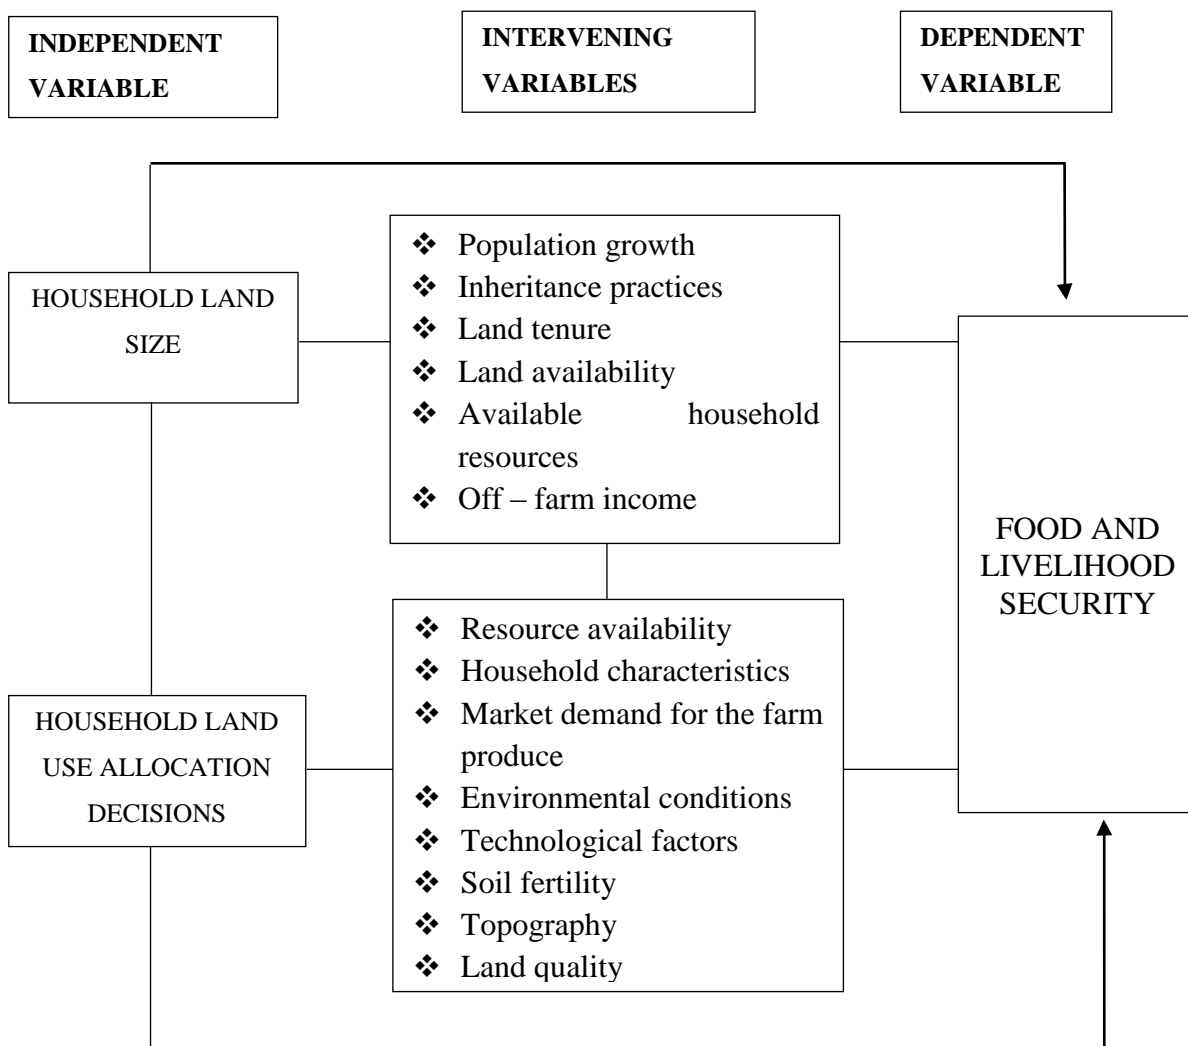 INDEPENDENT
VARIABLE
INTERVENING
VARIABLES
DEPENDENT
VARIABLE
HOUSEHOLD LAND
SIZE
❖ Population growth
❖ Inheritance practices
❖ Land tenure
❖ Land availability
❖ Available household
resources
❖ Off – farm income
FOOD AND
LIVELIHOOD
SECURITY
HOUSEHOLD LAND
USE ALLOCATION
DECISIONS
❖ Resource availability
❖ Household characteristics
❖ Market demand for the farm
produce
❖ Environmental conditions
❖ Technological factors
❖ Soil fertility
❖ Topography
❖ Land quality